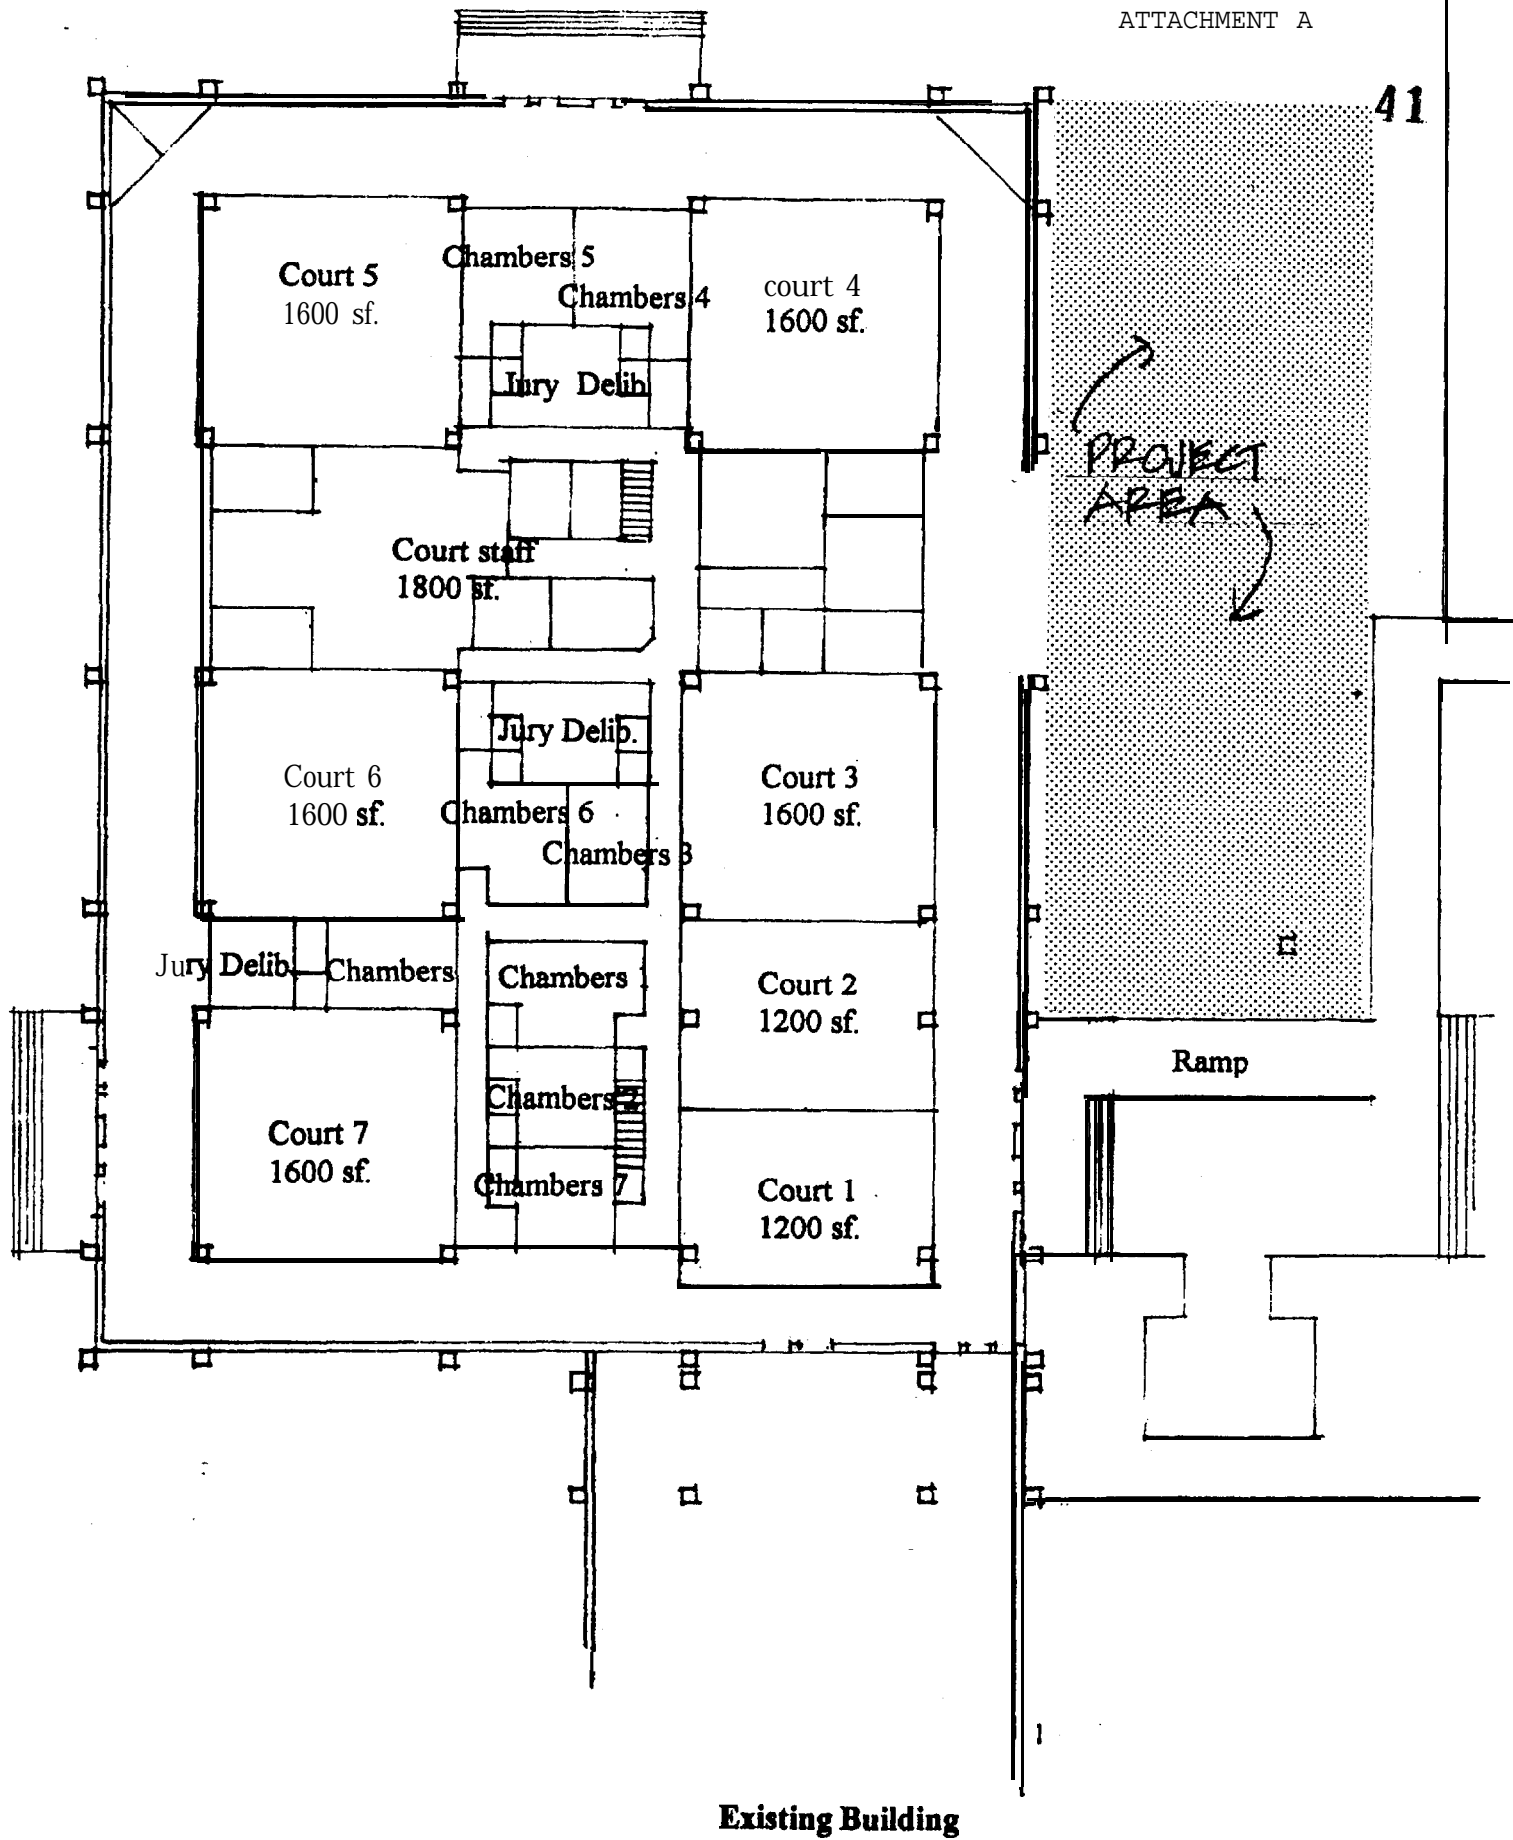 ATTACHMENT A
41
Court 5
1600 sf.
Chambers 5
Chambers 4
court 4
1600 sf.
Jury Delib.
PROJECT
AREA
Court staff
1800 sf.
Jury Delib.
Court 6
1600 sf.
Chambers 6
Chambers 3
Court 3
1600 sf.
Jury Delib.
Chambers
Chambers 1
Court 2
1200 sf.
Ramp
Chambers 2
Court 7
1600 sf.
Chambers 7
Court 1
1200 sf.
Existing Building